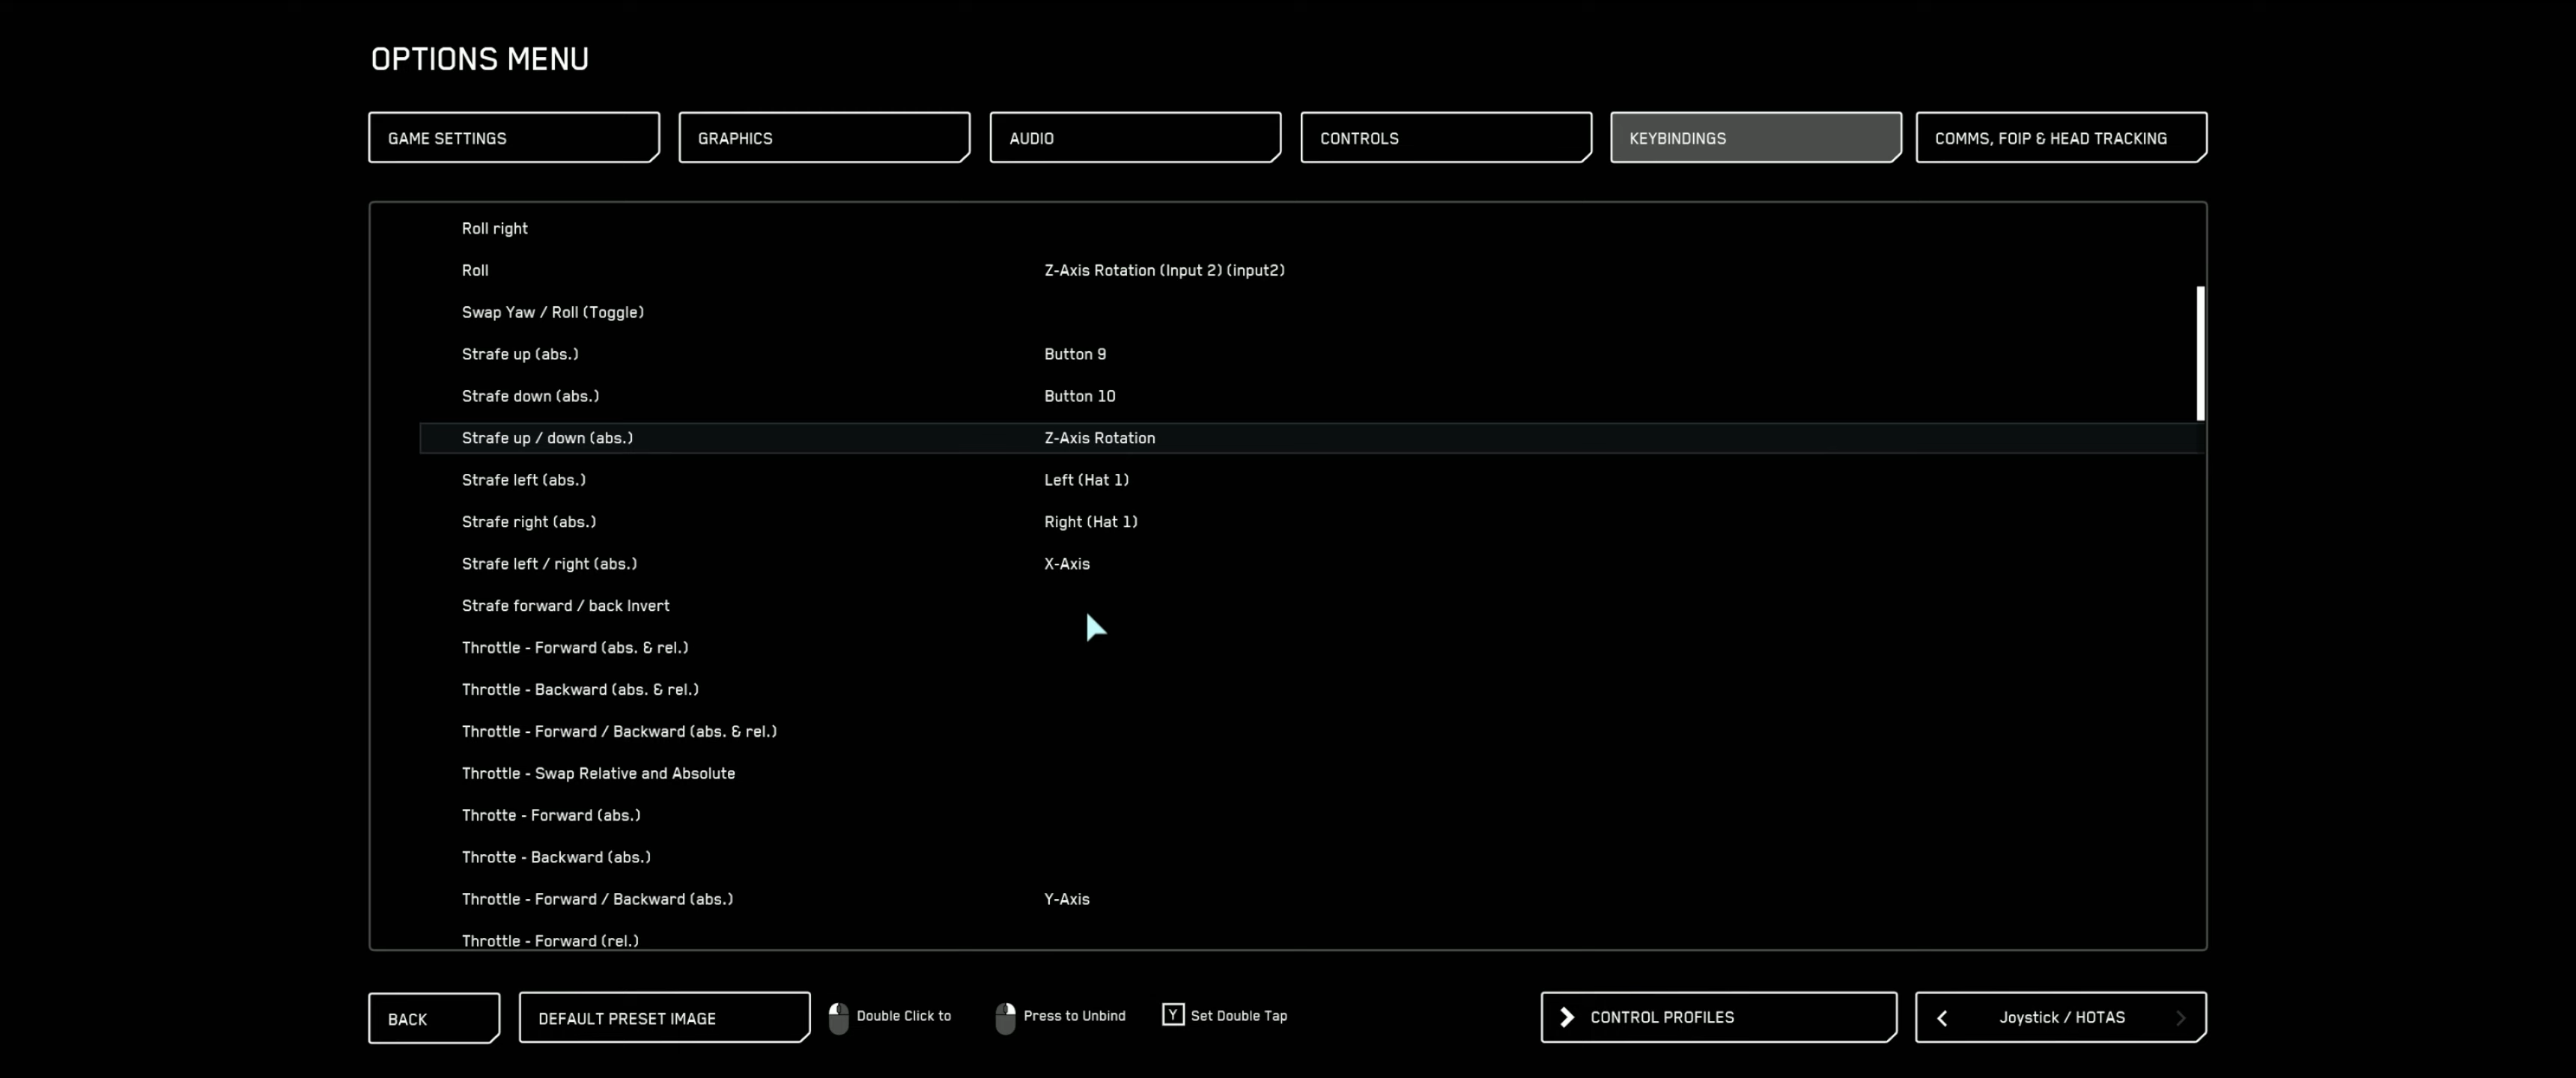 OPTIONS MENU
GAME SETTINGS GRAPHICS AUDIO CONTROLS KEYBINDINGS COMMS, FOIP & HEAD TRACKING
Roll right
Roll Z-Axis Rotation (Input 2) (input2)
Swap Yaw / Roll (Toggle)
Strafe up (abs.) Button 9
Strafe down (abs.) Button 10
Strafe up / down (abs.) Z-Axis Rotation
Strafe left (abs.) Left (Hat 1)
Strafe right (abs.) Right (Hat 1)
Strafe left / right (abs.) X-Axis
Strafe forward / back Invert
Throttle - Forward (abs. & rel.)
Throttle - Backward (abs. & rel.)
Throttle - Forward / Backward (abs. & rel.)
Throttle - Swap Relative and Absolute
Throtte - Forward (abs.)
Throtte - Backward (abs.)
Throttle - Forward / Backward (abs.) Y-Axis
Throttle - Forward (rel.)
BACK DEFAULT PRESET IMAGE Double Click to Press to Unbind Y Set Double Tap CONTROL PROFILES Joystick / HOTAS